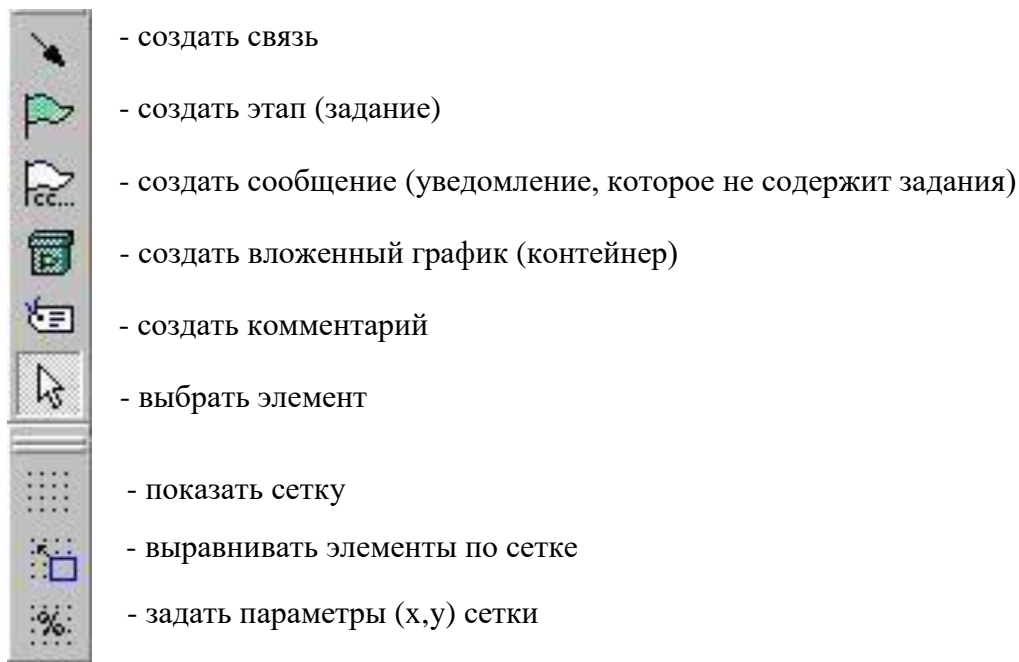 - создать связь
- создать этап (задание)
cc...
- создать сообщение (уведомление, которое не содержит задания)
P
- создать вложенный график (контейнер)
- создать комментарий
- выбрать элемент
- показать сетку
- выравнивать элементы по сетке
%
- задать параметры (x,y) сетки